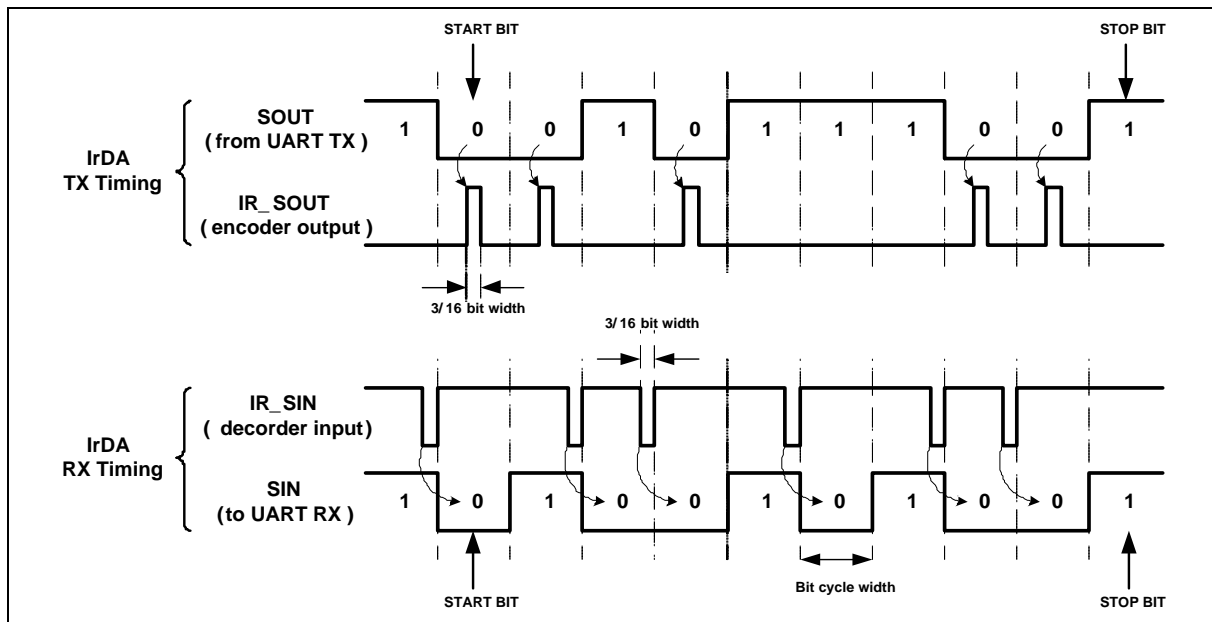 START BIT
STOP BIT
SOUT
( from UART TX )
1 0 0 1 0 1 1 1 0 0 1
IrDA
TX Timing
IR_ SOUT
( encoder output )
3/ 16 bit width
3/ 16 bit width
IR_SIN
( decorder input)
IrDA
RX Timing
SIN
(to UART RX )
1 0 1 0 0 1 0 1 0 0 1
Bit cycle width
START BIT
STOP BIT